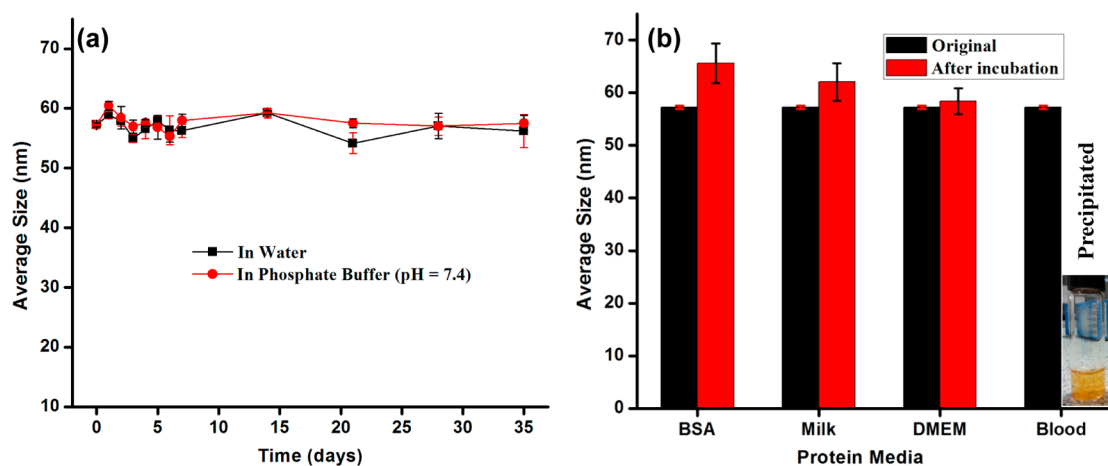 (a)
70
60
50
40
30
20
10
Average Size (nm)
In Water
In Phosphate Buffer (pH = 7.4)
0 5 10 15 20 25 30 35
Time (days)
(b)
70
60
50
40
30
20
10
0
Average Size (nm)
Original
After incubation
Precipitated
BSA Milk DMEM Blood
Protein Media